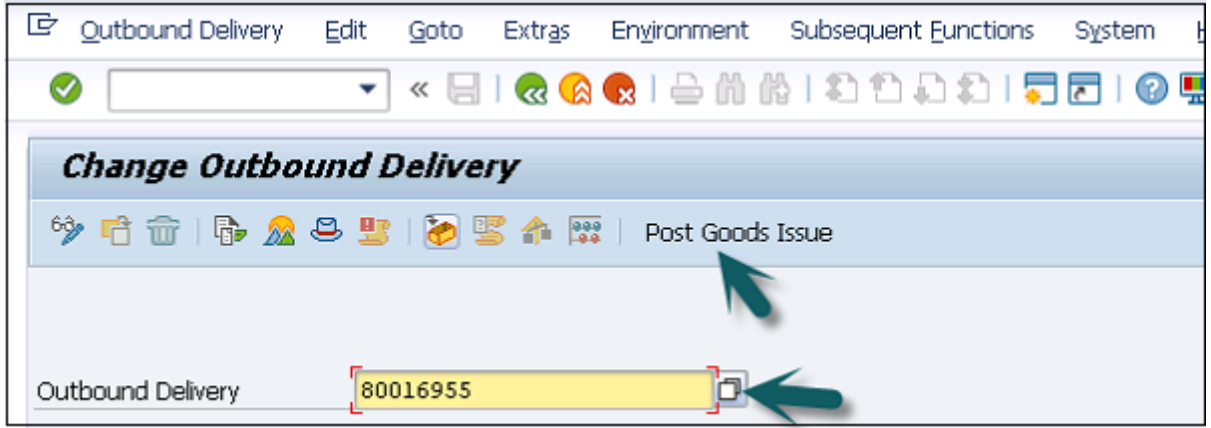 Outbound Delivery Edit Goto Extras Environment Subsequent Functions System
Change Outbound Delivery
Post Goods Issue
Outbound Delivery 80016955